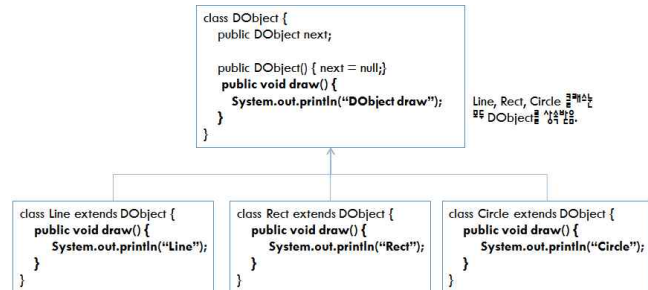 class DObject {
public DObject next;
public DObject() { next = null;}
public void draw() {
System.out.println(“DObject draw”);
}
}
Line, Rect, Circle 클래스는
모두 DObject를 상속받음.
class Line extends DObject {
public void draw() {
System.out.println(“Line”);
}
}
class Rect extends DObject {
public void draw() {
System.out.println(“Rect”);
}
}
class Circle extends DObject {
public void draw() {
System.out.println(“Circle”);
}
}